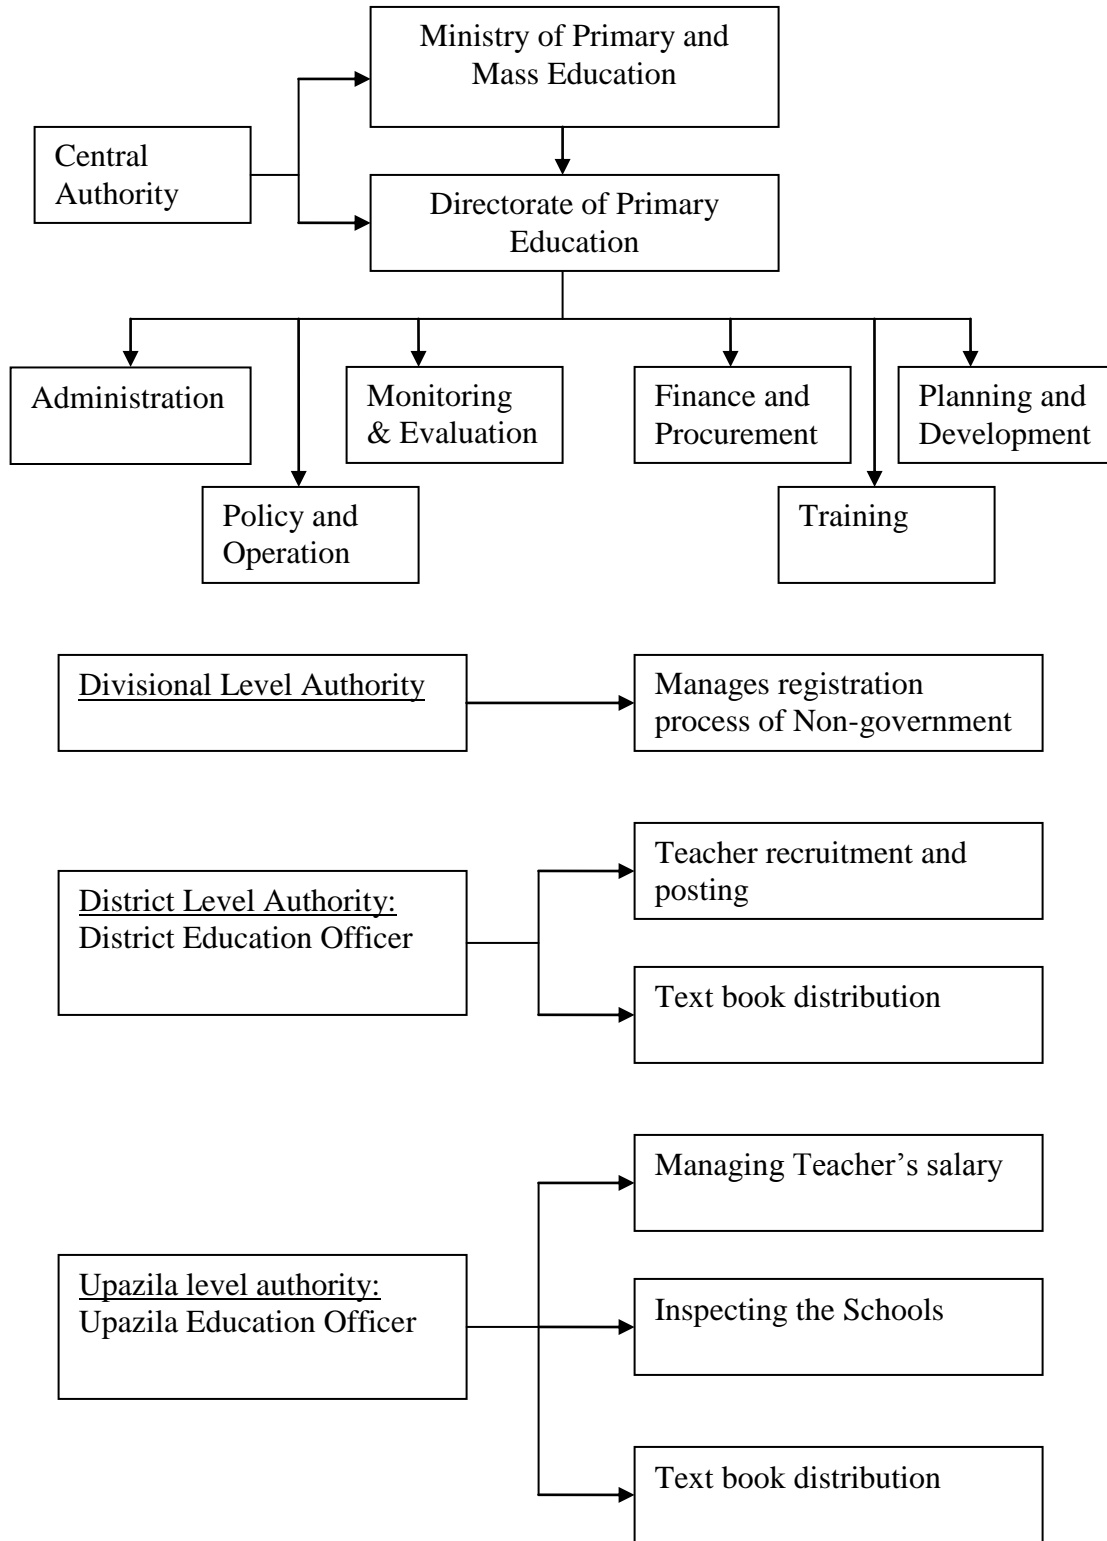 Ministry of Primary and
Mass Education
Central
Authority
Directorate of Primary
Education
Administration
Monitoring
& Evaluation
Finance and
Procurement
Planning and
Development
Policy and
Operation
Training
Divisional Level Authority
Manages registration
process of Non-government
Teacher recruitment and
posting
District Level Authority:
District Education Officer
Text book distribution
Managing Teacher’s salary
Upazila level authority:
Upazila Education Officer
Inspecting the Schools
Text book distribution